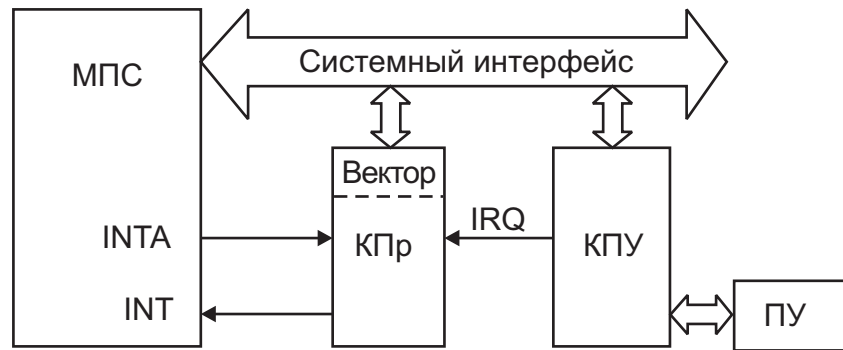 МПС
Системный интерфейс
Вектор
INTA
КПр
IRQ
КПУ
INT
ПУ